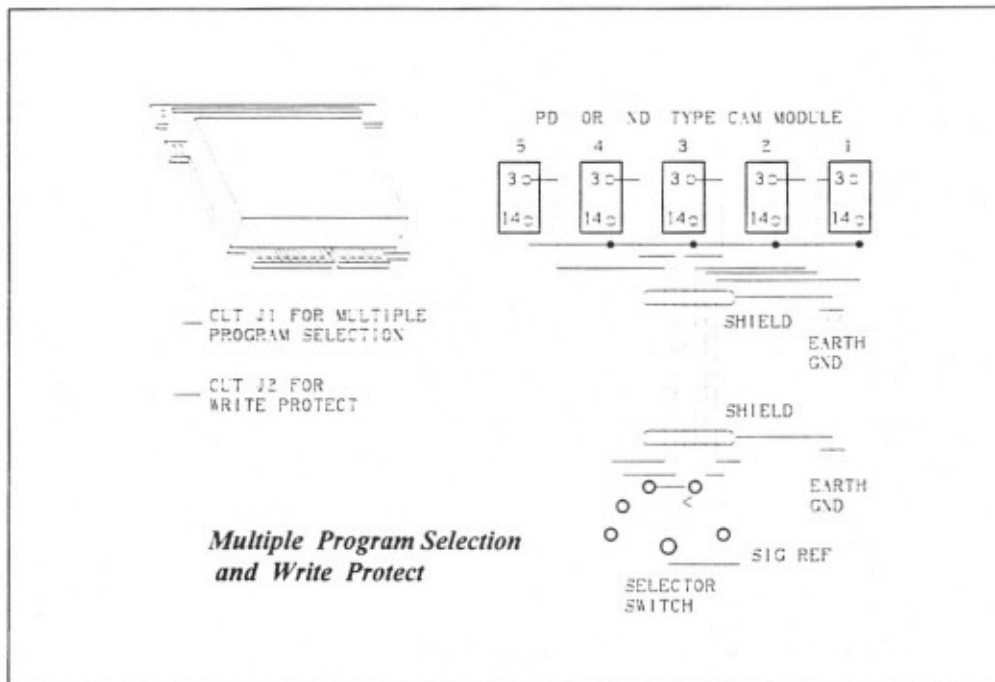 PD OR ND TYPE CAM MODULE
5 4 3 2 1
3 3 3 3 3
14 14 14 14 14
SHIELD
EARTH
GND
CUT J1 FOR MULTIPLE
PROGRAM SELECTION
CUT J2 FOR
WRITE PROTECT
SHIELD
EARTH
GND
Multiple Program Selection
and Write Protect
SIG REF
SELECTOR
SWITCH